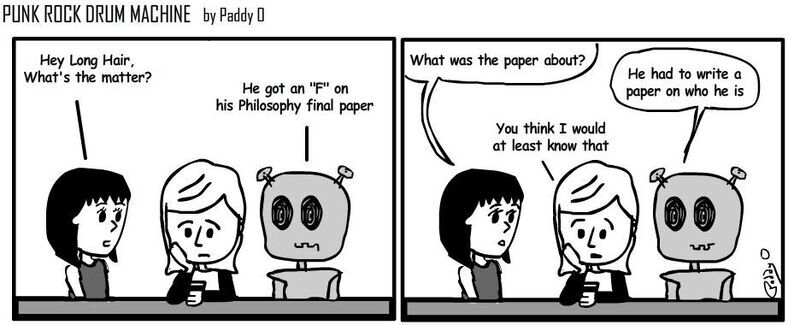 PUNK ROCK DRUM MACHINE by Paddy O
Hey Long Hair,
What's the matter?
He got an "F" on
his Philosophy final paper
What was the paper about?
You think I would
at least know that
He had to write a
paper on who he is
Paddy O